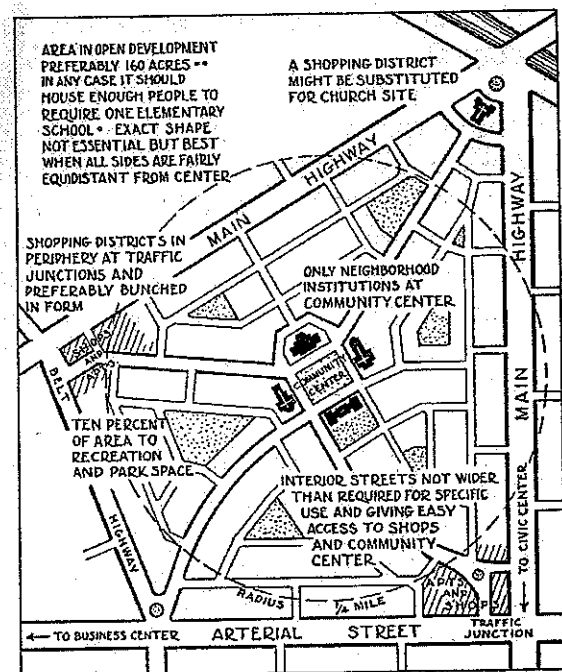 AREA IN OPEN DEVELOPMENT
PREFERABLY 160 ACRES • •
IN ANY CASE IT SHOULD
HOUSE ENOUGH PEOPLE TO
REQUIRE ONE ELEMENTARY
SCHOOL • EXACT SHAPE
NOT ESSENTIAL BUT BEST
WHEN ALL SIDES ARE FAIRLY
EQUIDISTANT FROM CENTER
A SHOPPING DISTRICT
MIGHT BE SUBSTITUTED
FOR CHURCH SITE
MAIN HIGHWAY
HIGHWAY
MAIN
SHOPPING DISTRICTS IN
PERIPHERY AT TRAFFIC
JUNCTIONS AND
PREFERABLY BUNCHED
IN FORM
ONLY NEIGHBORHOOD
INSTITUTIONS AT
COMMUNITY CENTER
SHOPS
AND
APTS
BELT
HIGHWAY
COMMUNITY
CENTER
TEN PERCENT
OF AREA TO
RECREATION
AND PARK SPACE
INTERIOR STREETS NOT WIDER
THAN REQUIRED FOR SPECIFIC
USE AND GIVING EASY
ACCESS TO SHOPS
AND COMMUNITY
CENTER
TO CIVIC CENTER
APTS
AND
SHOPS
RADIUS 1/4 MILE
TO BUSINESS CENTER
ARTERIAL STREET
TRAFFIC
JUNCTION